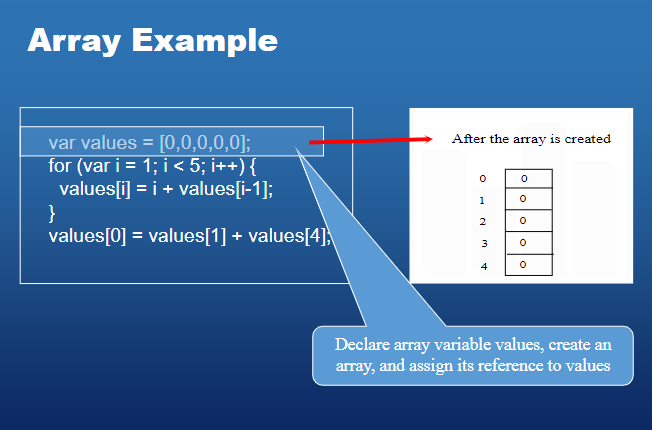 Array Example
var values = [0,0,0,0,0];
for (var i = 1; i < 5; i++) {
values[i] = i + values[i-1];
}
values[0] = values[1] + values[4];
After the array is created
0 0
1 0
2 0
3 0
4 0
Declare array variable values, create an
array, and assign its reference to values